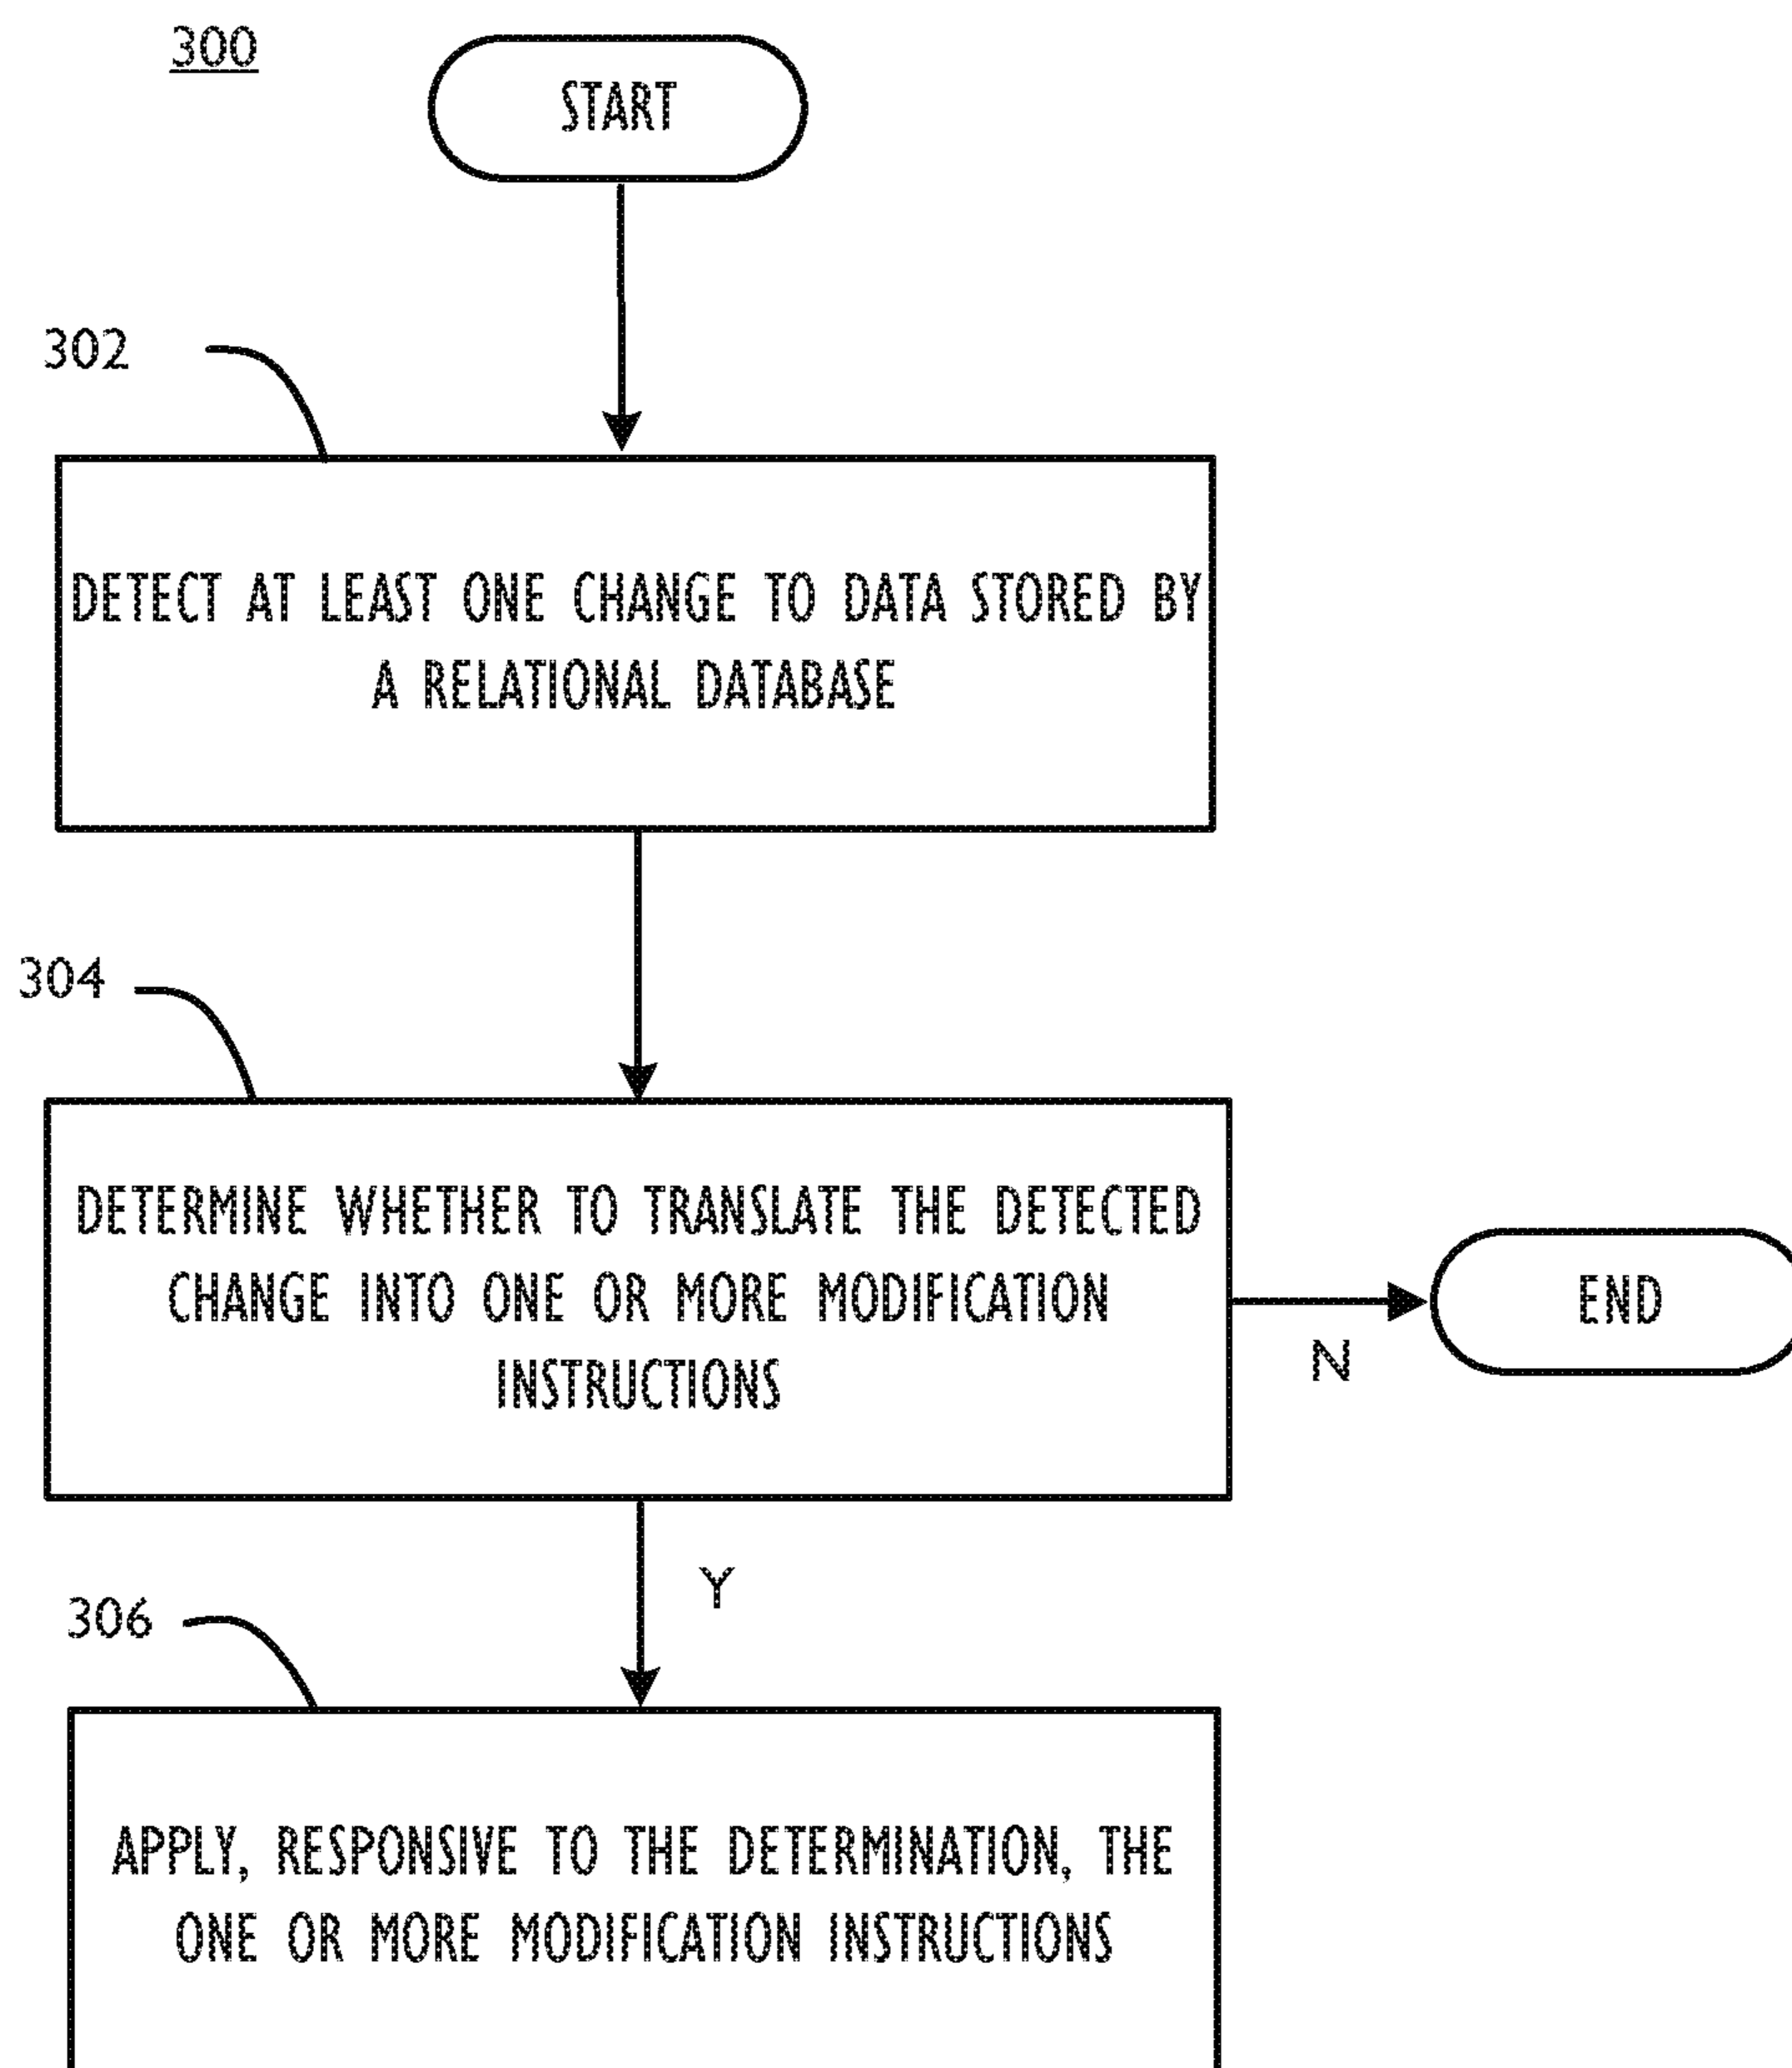 300
START
302
DETECT AT LEAST ONE CHANGE TO DATA STORED BY
A RELATIONAL DATABASE
304
DETERMINE WHETHER TO TRANSLATE THE DETECTED
CHANGE INTO ONE OR MORE MODIFICATION
INSTRUCTIONS
N
END
Y
306
APPLY, RESPONSIVE TO THE DETERMINATION, THE
ONE OR MORE MODIFICATION INSTRUCTIONS